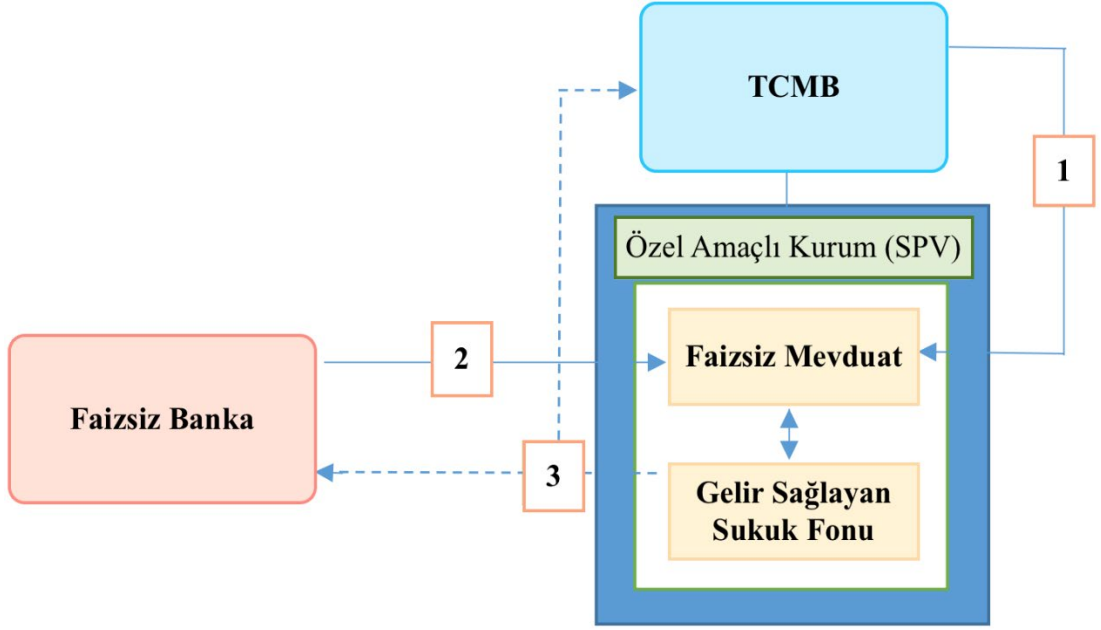 TCMB
1
Özel Amaçlı Kurum (SPV)
Faizsiz Mevduat
2
Faizsiz Banka
3
Gelir Sağlayan
Sukuk Fonu